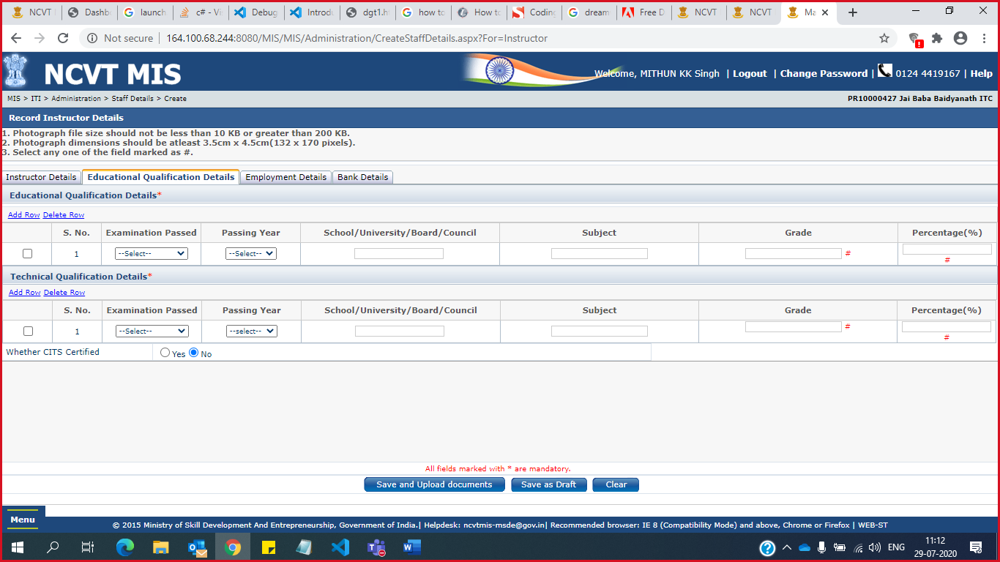 NCVT Dashbo launch c# - Vi Debug Introdu dgt1.h how to How to Coding dream Free D NCVT NCVT Ma
Not secure 164.100.68.244:8080/MIS/MIS/Administration/CreateStaffDetails.aspx?For=Instructor
NCVT MIS
Welcome, MITHUN KK Singh | Logout | Change Password | 0124 4419167 | Help
MIS > ITI > Administration > Staff Details > Create PR10000427 Jai Baba Baidyanath ITC
Record Instructor Details
1. Photograph file size should not be less than 10 KB or greater than 200 KB.
2. Photograph dimensions should be atleast 3.5cm x 4.5cm(132 x 170 pixels).
3. Select any one of the field marked as #.
Instructor Details Educational Qualification Details Employment Details Bank Details
Educational Qualification Details*
Add Row Delete Row
S. No. Examination Passed Passing Year School/University/Board/Council Subject Grade Percentage(%)
1 --Select-- --Select-- # #
Technical Qualification Details*
Add Row Delete Row
S. No. Examination Passed Passing Year School/University/Board/Council Subject Grade Percentage(%)
1 --Select-- --select-- # #
Whether CITS Certified Yes No
All fields marked with * are mandatory.
Save and Upload documents Save as Draft Clear
Menu
© 2015 Ministry of Skill Development And Entrepreneurship, Government of India.| Helpdesk: ncvtmis-msde@gov.in| Recommended browser: IE 8 (Compatibility Mode) and above, Chrome or Firefox | WEB-ST
ENG 11:12
29-07-2020